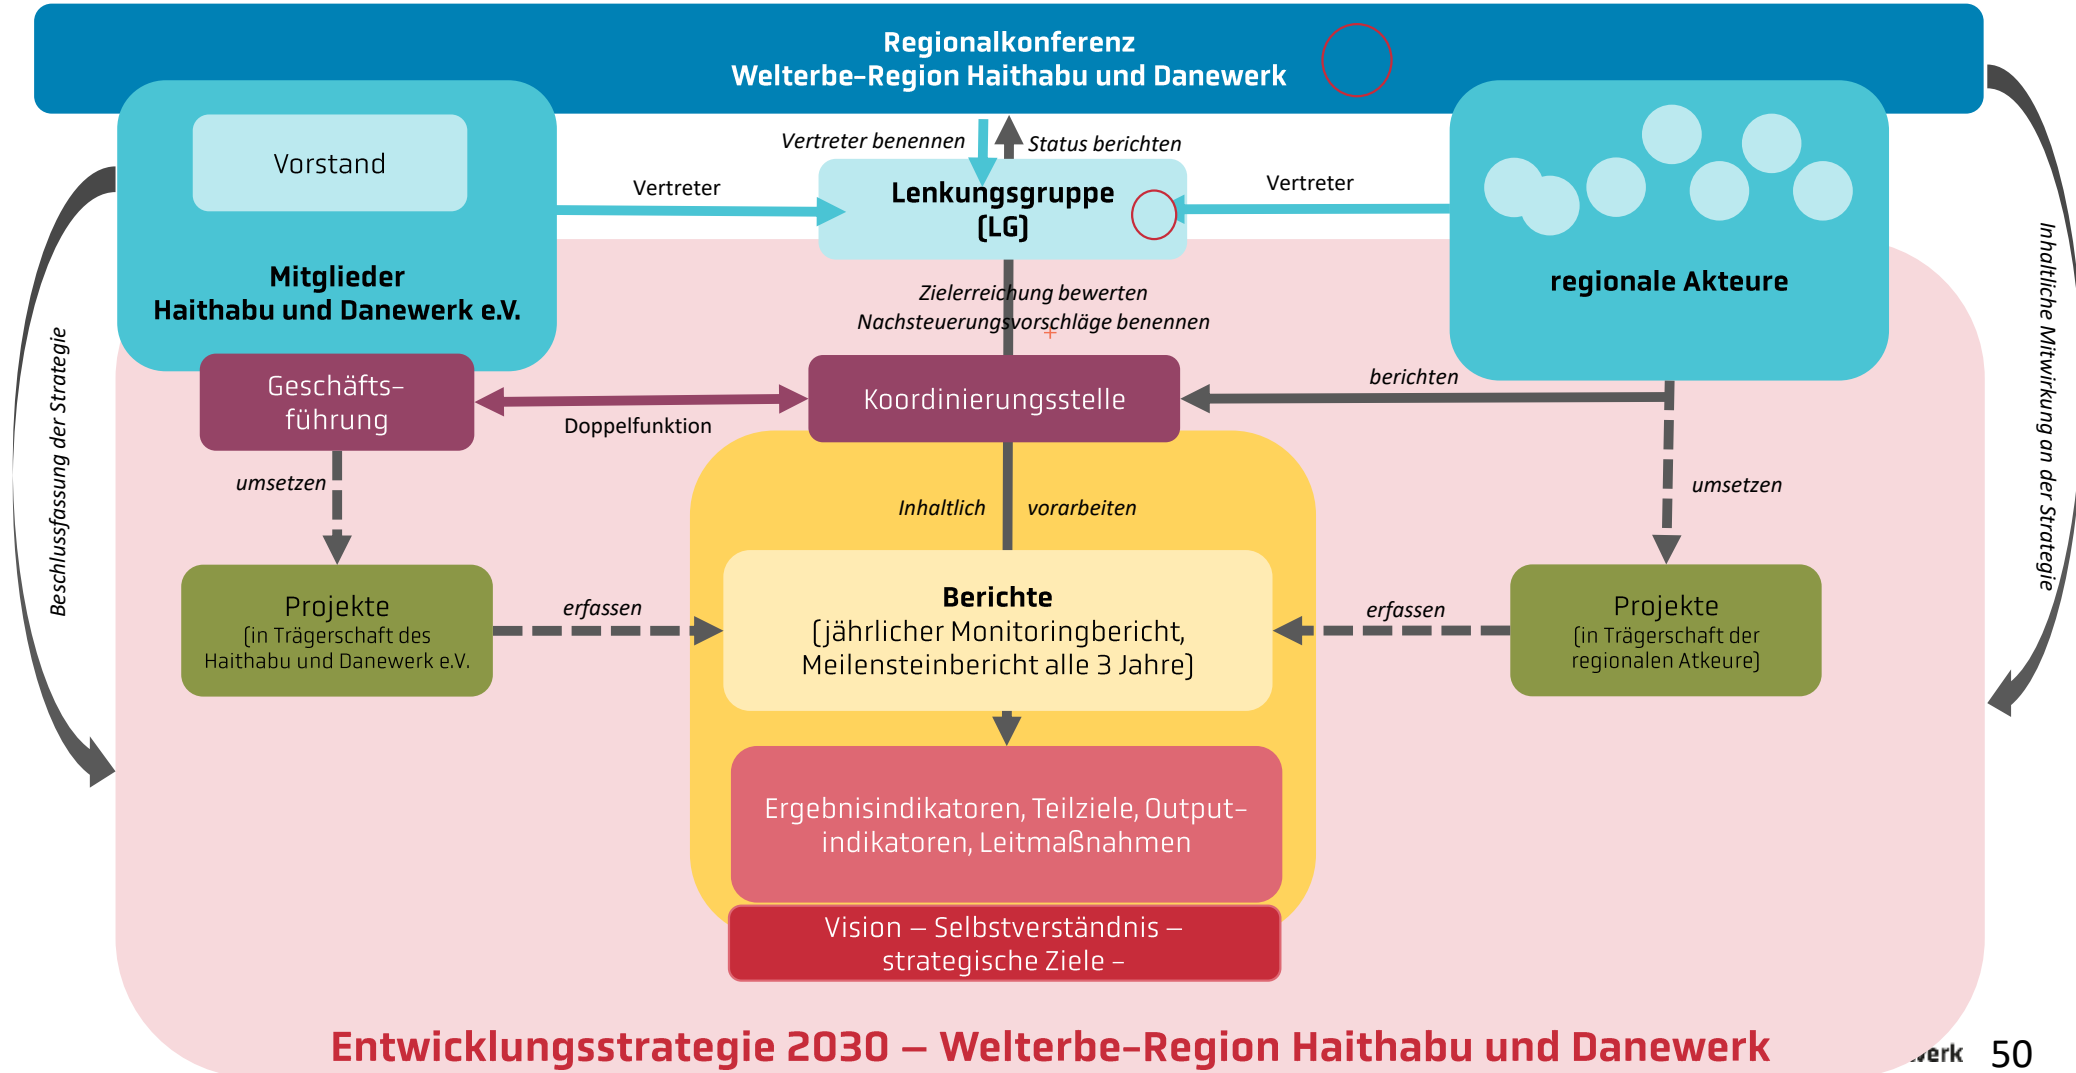 Regionalkonferenz
Welterbe–Region Haithabu und Danewerk
Vertreter benennen
Status berichten
Vorstand
Mitglieder
Haithabu und Danewerk e.V.
Vertreter
Lenkungsgruppe
(LG)
Vertreter
regionale Akteure
Zielerreichung bewerten
Nachsteuerungsvorschläge benennen
Geschäfts–
führung
Doppelfunktion
Koordinierungsstelle
berichten
Beschlussfassung der Strategie
Inhaltliche Mitwirkung an der Strategie
umsetzen
Inhaltlich vorarbeiten
umsetzen
Projekte
(in Trägerschaft des
Haithabu und Danewerk e.V.
erfassen
Berichte
(jährlicher Monitoringbericht,
Meilensteinbericht alle 3 Jahre)
erfassen
Projekte
(in Trägerschaft der
regionalen Atkeure)
Ergebnisindikatoren, Teilziele, Output–
indikatoren, Leitmaßnahmen
Vision – Selbstverständnis –
strategische Ziele –
Entwicklungsstrategie 2030 – Welterbe–Region Haithabu und Danewerk
50